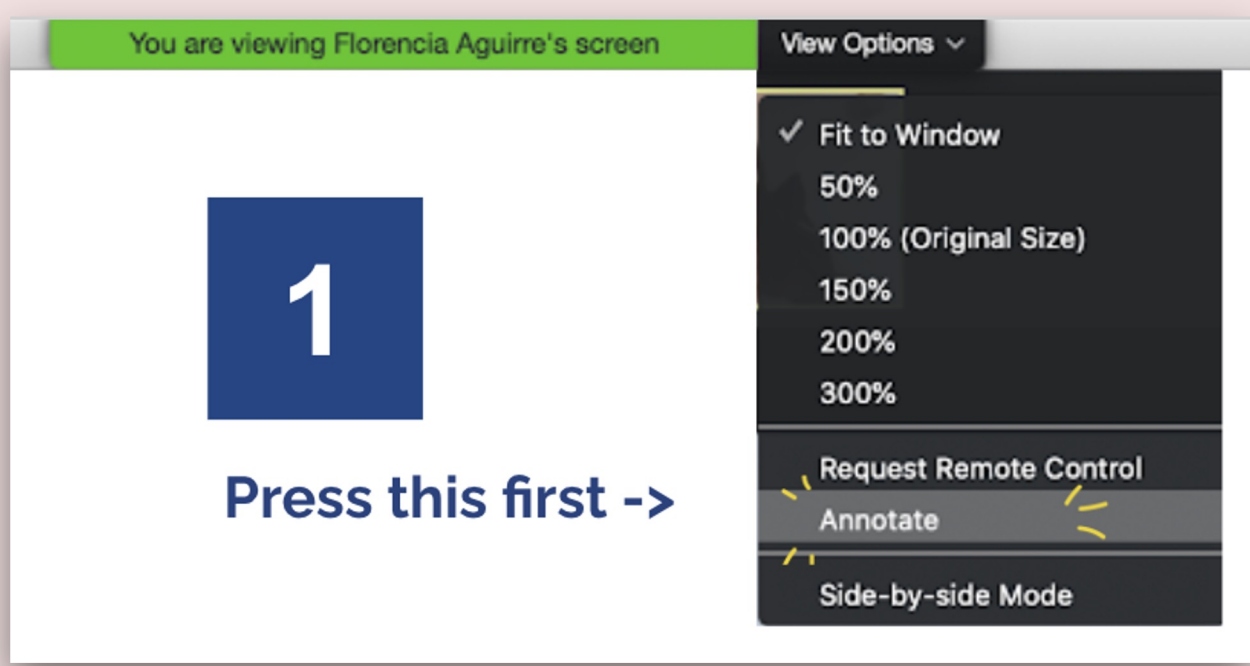 You are viewing Florencia Aguirre's screen
View Options
Fit to Window
50%
100% (Original Size)
150%
200%
300%
Request Remote Control
Annotate
Side-by-side Mode
1
Press this first ->